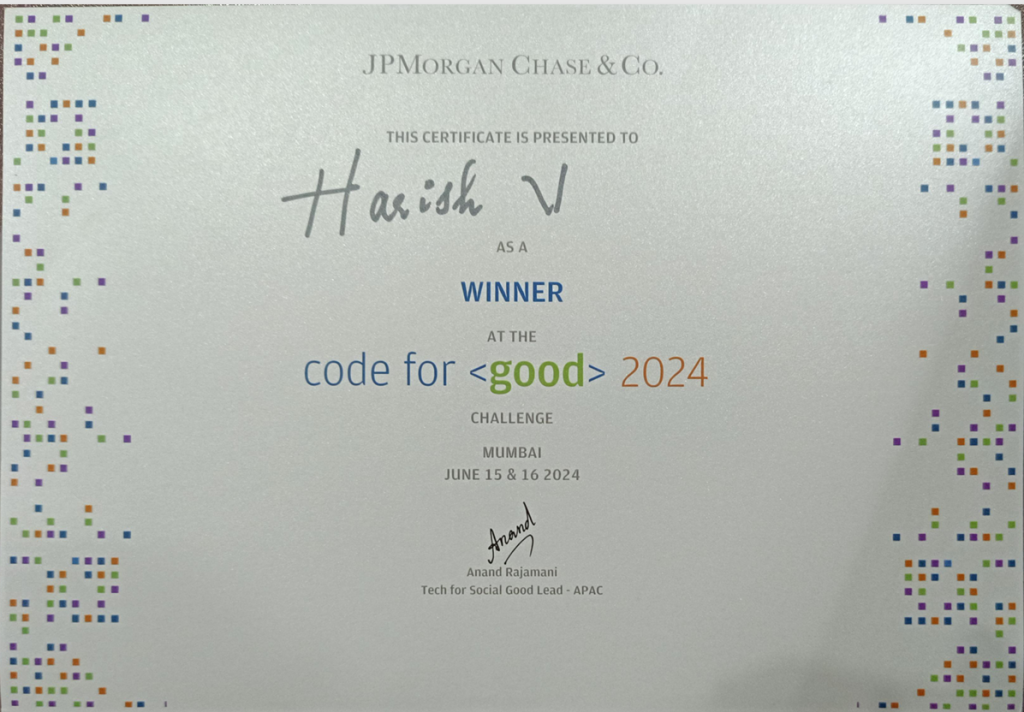 JPMORGAN CHASE & CO.
THIS CERTIFICATE IS PRESENTED TO
Harish V
AS A
WINNER
AT THE
code for <good> 2024
CHALLENGE
MUMBAI
JUNE 15 & 16 2024
Anand
Anand Rajamani
Tech for Social Good Lead - APAC